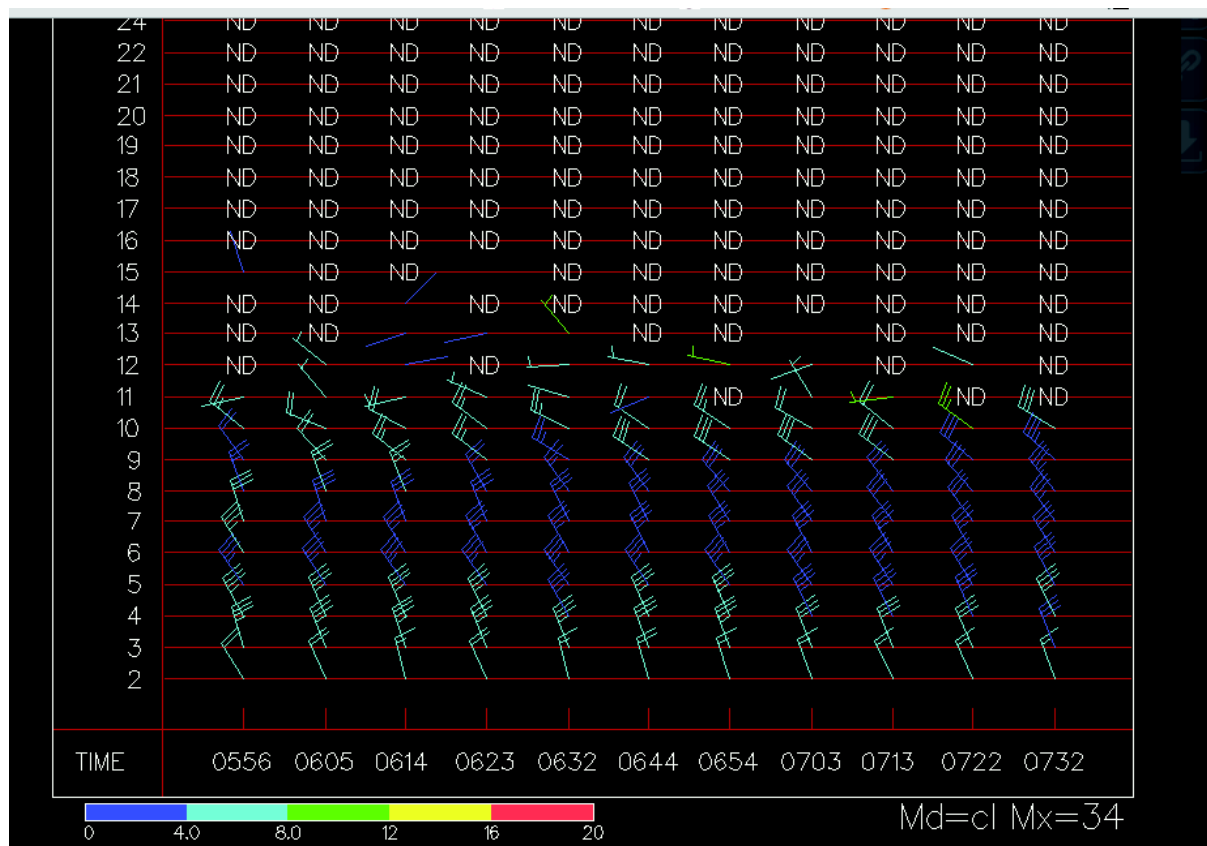 24 ND ND ND ND ND ND ND ND ND ND ND
22 ND ND ND ND ND ND ND ND ND ND ND
21 ND ND ND ND ND ND ND ND ND ND ND
20 ND ND ND ND ND ND ND ND ND ND ND
19 ND ND ND ND ND ND ND ND ND ND ND
18 ND ND ND ND ND ND ND ND ND ND ND
17 ND ND ND ND ND ND ND ND ND ND ND
16 ND ND ND ND ND ND ND ND ND ND ND
15 ND ND ND ND ND ND ND ND ND
14 ND ND ND ND ND ND ND ND ND ND
13 ND ND ND ND ND ND ND
12 ND ND ND ND
11 ND ND ND
10
9
8
7
6
5
4
3
2
TIME 0556 0605 0614 0623 0632 0644 0654 0703 0713 0722 0732
0 4.0 8.0 12 16 20
Md=cl Mx=34